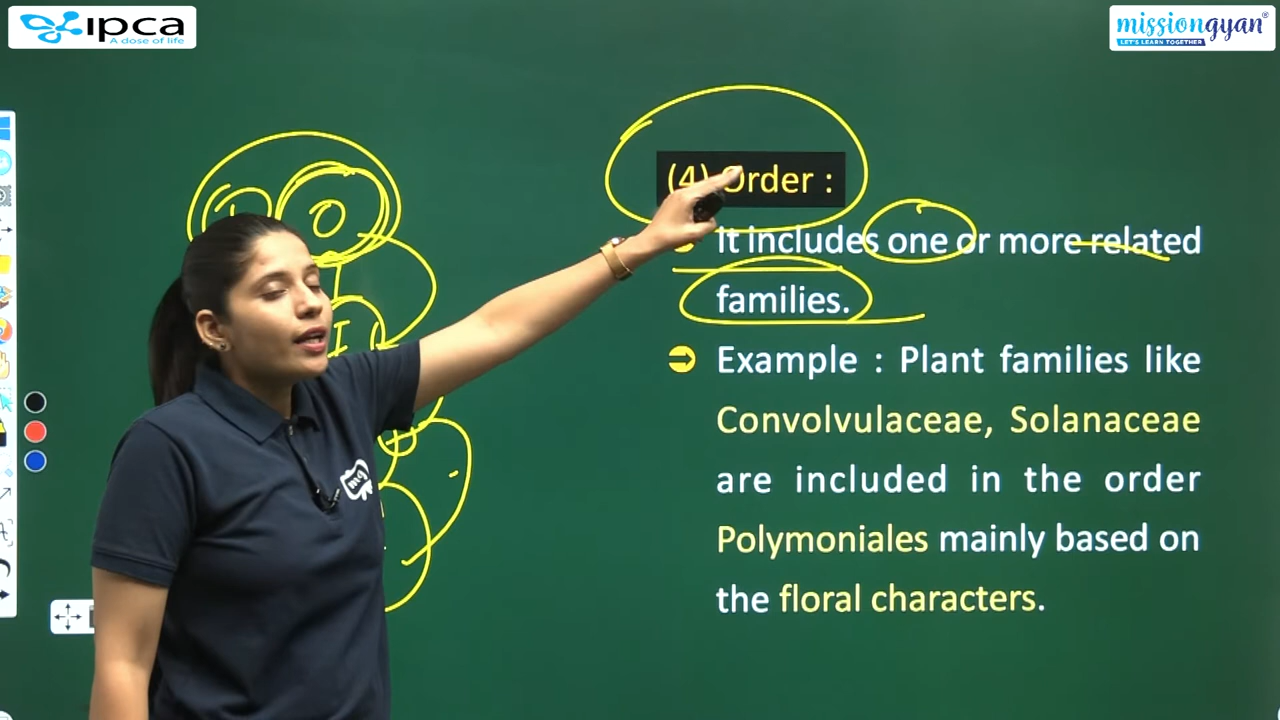 ipca
A dose of life
missiongyan®
LET'S LEARN TOGETHER
(4) Order :
It includes one or more related
families.
Example : Plant families like
Convolvulaceae, Solanaceae
are included in the order
Polymoniales mainly based on
the floral characters.
mg